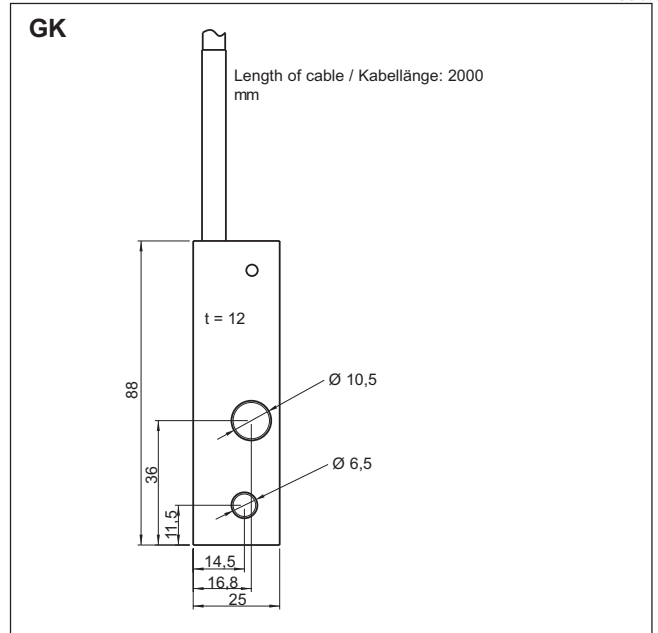 GK
Length of cable / Kabellänge: 2000
mm
t = 12
Ø 10,5
88
36
Ø 6,5
11,5
14,5
16,8
25